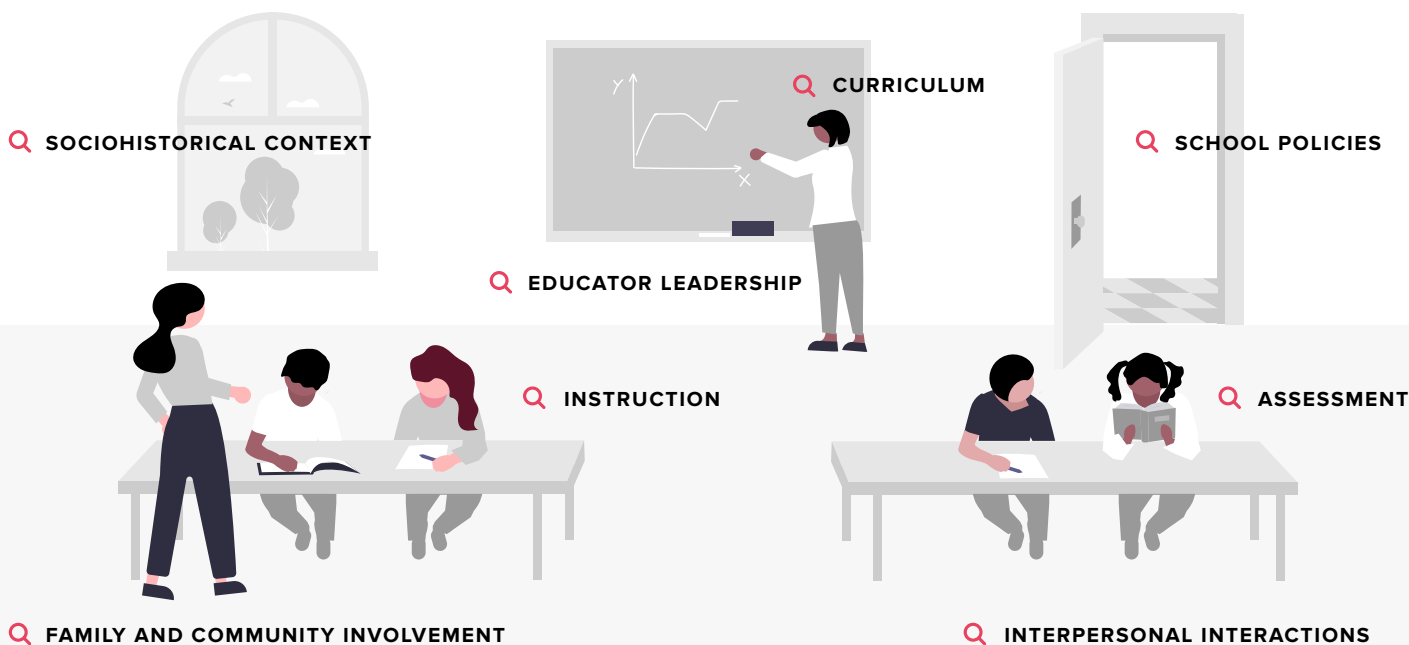 CURRICULUM
SOCIOHISTORICAL CONTEXT
SCHOOL POLICIES
Y
X
EDUCATOR LEADERSHIP
INSTRUCTION
ASSESSMENT
FAMILY AND COMMUNITY INVOLVEMENT
INTERPERSONAL INTERACTIONS